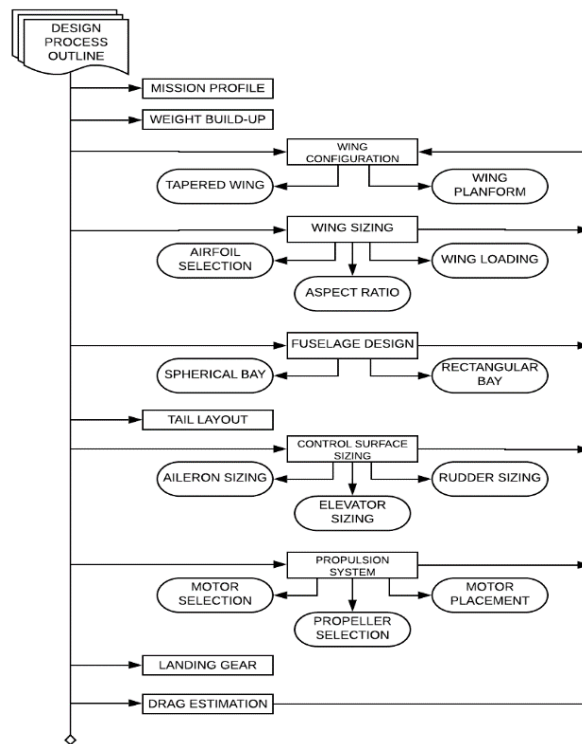 DESIGN
PROCESS
OUTLINE
MISSION PROFILE
WEIGHT BUILD-UP
WING
CONFIGURATION
TAPERED WING
WING
PLANFORM
WING SIZING
AIRFOIL
SELECTION
WING LOADING
ASPECT RATIO
FUSELAGE DESIGN
SPHERICAL BAY
RECTANGULAR
BAY
TAIL LAYOUT
CONTROL SURFACE
SIZING
AILERON SIZING
RUDDER SIZING
ELEVATOR
SIZING
PROPULSION
SYSTEM
MOTOR
SELECTION
MOTOR
PLACEMENT
PROPELLER
SELECTION
LANDING GEAR
DRAG ESTIMATION